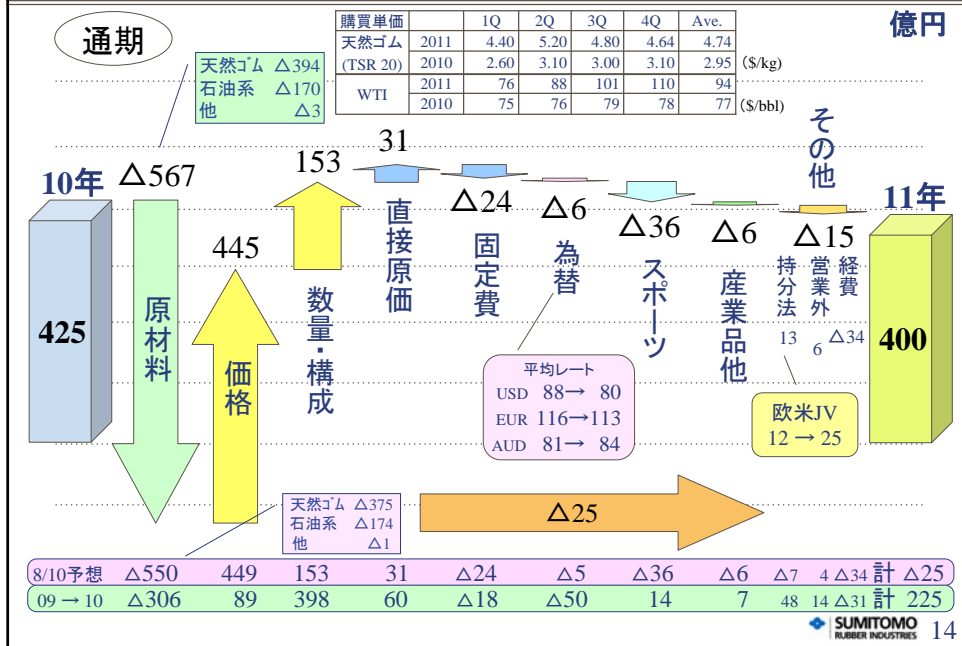 通期
億円
購買単価 1Q 2Q 3Q 4Q Ave.
天然ゴム 2011 4.40 5.20 4.80 4.64 4.74
(TSR 20) 2010 2.60 3.10 3.00 3.10 2.95 ($/kg)
WTI 2011 76 88 101 110 94
2010 75 76 79 78 77 ($/bbl)
天然ゴム △394
石油系 △170
他 △3
10年
425
△567
原材料
445
価格
153
数量・構成
31
直接原価
△24
固定費
△6
為替
△36
スポーツ
△6
産業品他
その他
△15
持分法 営業外 経費
13 6 △34
11年
400
平均レート
USD 88→ 80
EUR 116→113
AUD 81→ 84
欧米JV
12 → 25
天然ゴム △375
石油系 △174
他 △1
△25
8/10予想 △550 449 153 31 △24 △5 △36 △6 △7 4 △34 計 △25
09 → 10 △306 89 398 60 △18 △50 14 7 48 14 △31 計 225
SUMITOMO
RUBBER INDUSTRIES
14